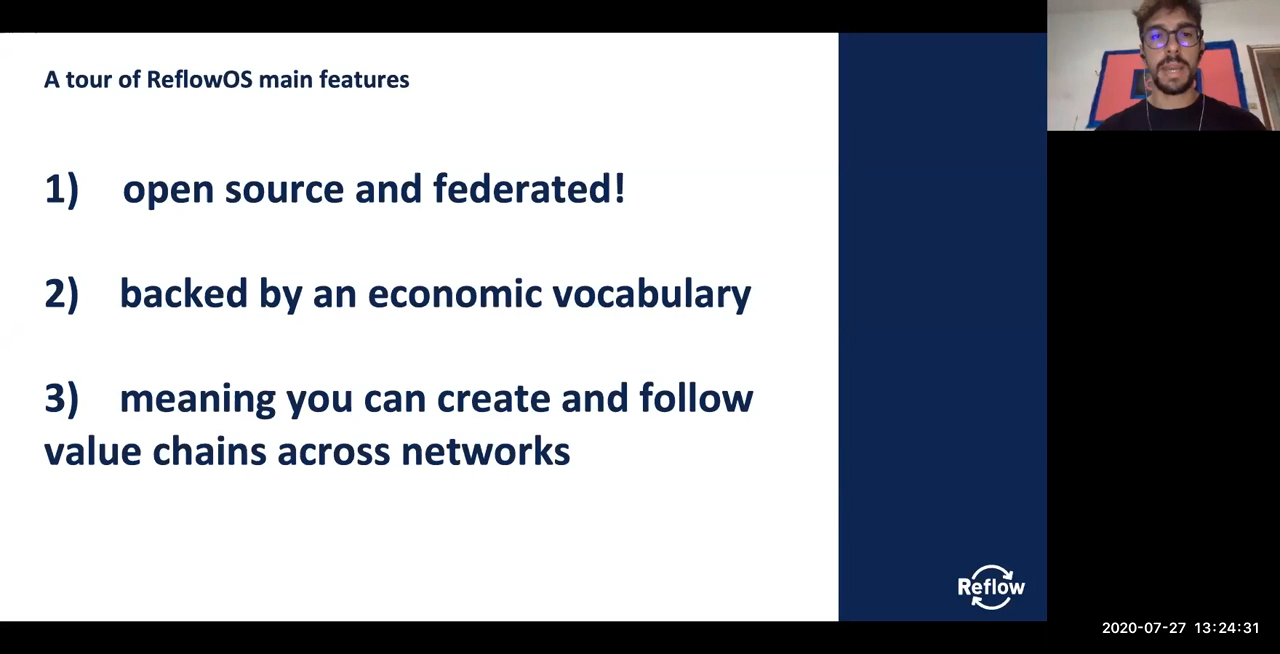 A tour of ReflowOS main features
1) open source and federated!
2) backed by an economic vocabulary
3) meaning you can create and follow
value chains across networks
Reflow
2020-07-27 13:24:31